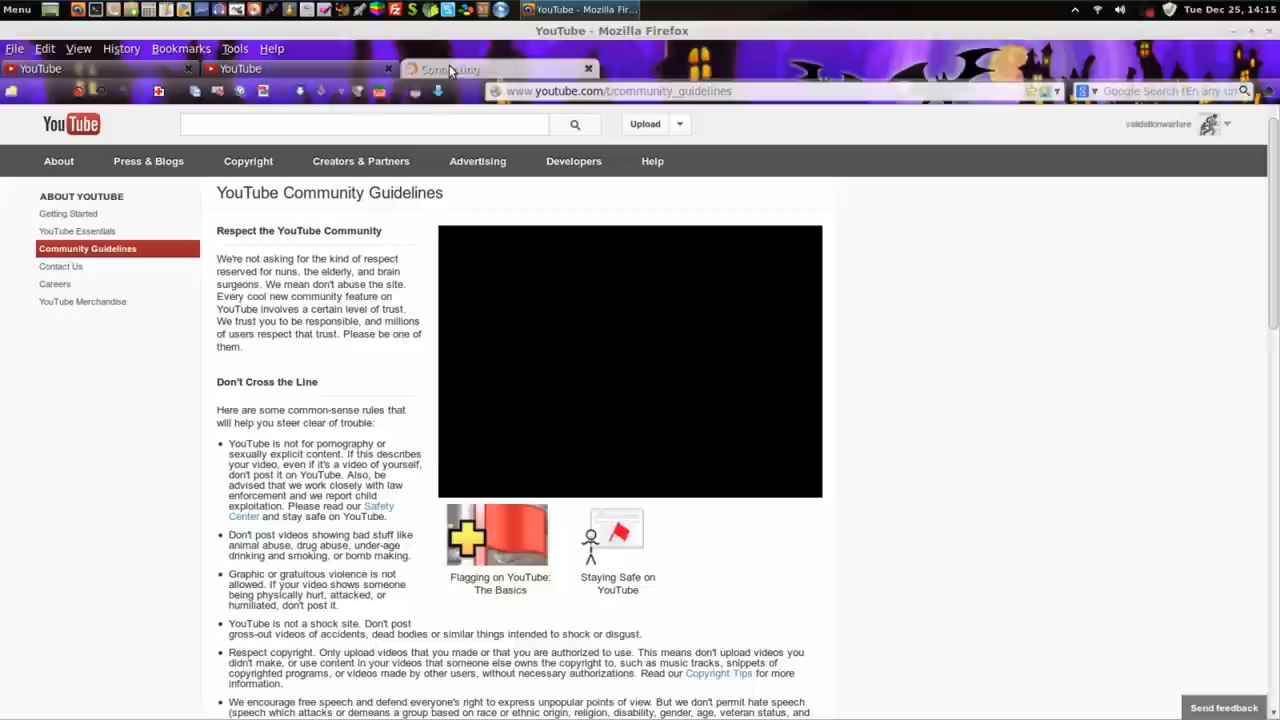 Menu
YouTube - Mozilla Fir...
Tue Dec 25, 14:15
YouTube - Mozilla Firefox
File Edit View History Bookmarks Tools Help
YouTube
YouTube
www.youtube.com/t/community_guidelines
Google Search (En any un
YouTube
Upload
validationwarfare
About Press & Blogs Copyright Creators & Partners Advertising Developers Help
ABOUT YOUTUBE
Getting Started
YouTube Essentials
Community Guidelines
Contact Us
Careers
YouTube Merchandise
YouTube Community Guidelines
Respect the YouTube Community
We're not asking for the kind of respect
reserved for nuns. the elderly, and brain
surgeons. We mean don't abuse the site.
Every cool new community feature on
YouTube involves a certain level of trust.
We trust you to be responsible, and millions
of users respect that trust. Please be one of
them.
Don't Cross the Line
Here are some common-sense rules that
will help you steer clear of trouble:
YouTube is not for pornography or
sexually explicit content. If this describes
your video, even if it's a video of yourself,
don't post it on YouTube. Also, be
advised that we work closely with law
enforcement and we report child
exploitation. Please read our Safety
Center and stay safe on YouTube.
Don't post videos showing bad stuff like
animal abuse, drug abuse, under-age
drinking and smoking, or bomb making.
Graphic or gratuitous violence is not
allowed. If your video shows someone
being physically hurt, attacked, or
humiliated, don't post it.
YouTube is not a shock site. Don't post
gross-out videos of accidents, dead bodies or similar things intended to shock or disgust.
Respect copyright. Only upload videos that you made or that you are authorized to use. This means don't upload videos you
didn't make, or use content in your videos that someone else owns the copyright to, such as music tracks, snippets of
copyrighted programs, or videos made by other users, without necessary authorizations. Read our Copyright Tips for more
information.
We encourage free speech and defend everyone's right to express unpopular points of view. But we don't permit hate speech
(speech which attacks or demeans a group based on race or ethnic origin, religion, disability, gender, age, veteran status, and
Flagging on YouTube:
The Basics
Staying Safe on
YouTube
Send feedback